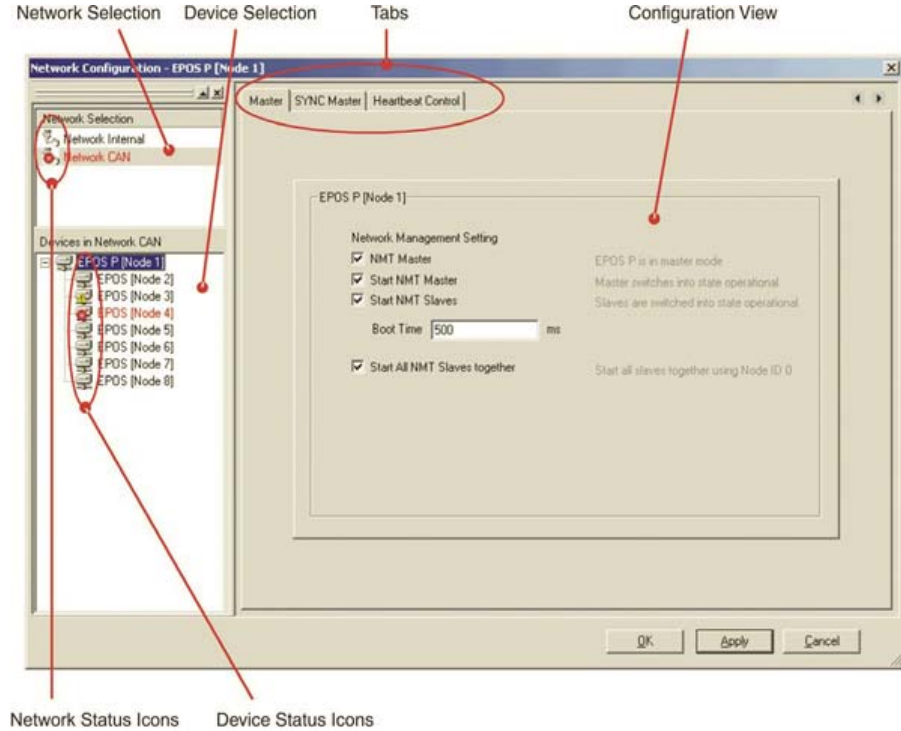 Network Selection Device Selection Tabs Configuration View
Network Configuration - EPOS P [Node 1]
Master SYNC Master Heartbeat Control
Network Selection
Network Internal
Network CAN
Devices in Network CAN
EPOS P [Node 1]
EPOS [Node 2]
EPOS [Node 3]
EPOS [Node 4]
EPOS [Node 5]
EPOS [Node 6]
EPOS [Node 7]
EPOS [Node 8]
EPOS P [Node 1]
Network Management Setting
NMT Master EPOS P is in master mode
Start NMT Master Master switches into state operational
Start NMT Slaves Slaves are switched into state operational
Boot Time 500 ms
Start All NMT Slaves together Start all slaves together using Node ID 0
OK Apply Cancel
Network Status Icons Device Status Icons